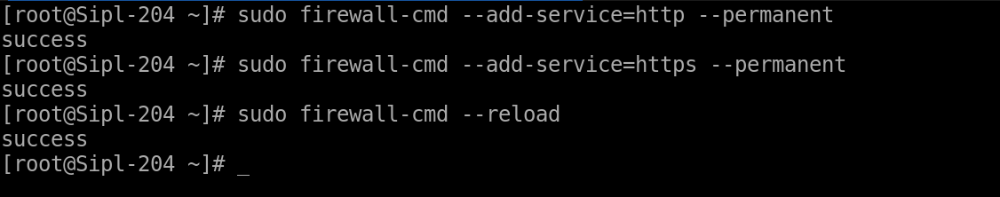 [root@Sipl-204 ~]# sudo firewall-cmd --add-service=http --permanent
success
[root@Sipl-204 ~]# sudo firewall-cmd --add-service=https --permanent
success
[root@Sipl-204 ~]# sudo firewall-cmd --reload
success
[root@Sipl-204 ~]# _